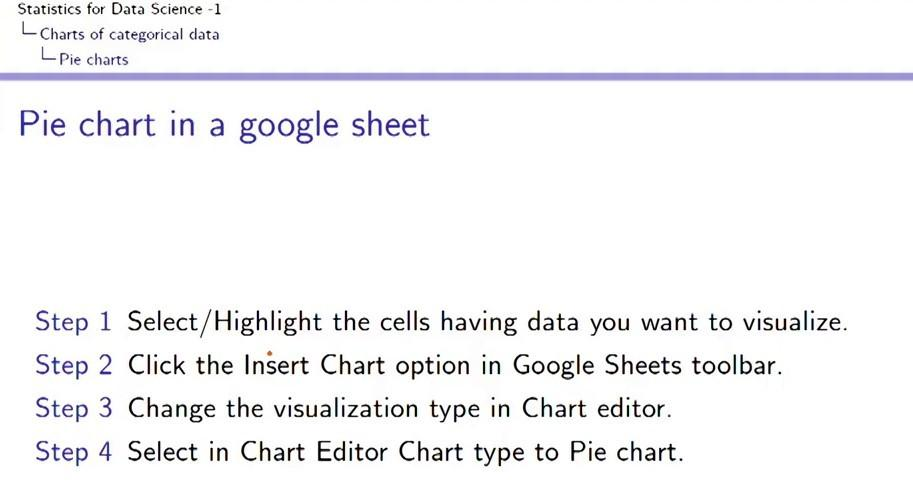 Statistics for Data Science -1
Charts of categorical data
Pie charts
Pie chart in a google sheet
Step 1 Select/Highlight the cells having data you want to visualize.
Step 2 Click the Insert Chart option in Google Sheets toolbar.
Step 3 Change the visualization type in Chart editor.
Step 4 Select in Chart Editor Chart type to Pie chart.